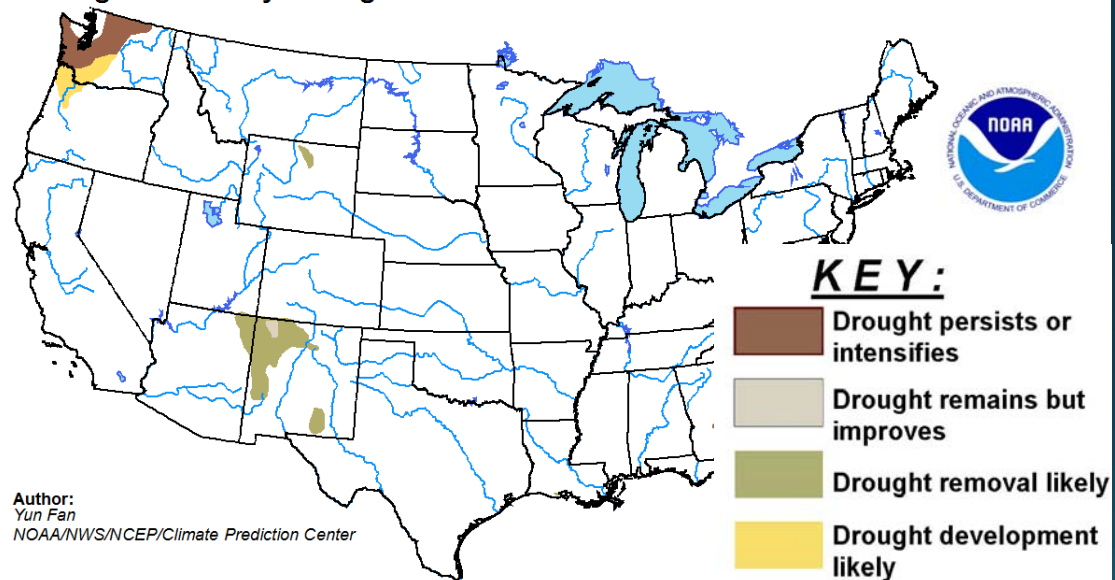 NATIONAL OCEANIC AND ATMOSPHERIC ADMINISTRATION
NOAA
U.S. DEPARTMENT OF COMMERCE
KEY:
Drought persists or
intensifies
Drought remains but
improves
Drought removal likely
Drought development
likely
Author:
Yun Fan
NOAA/NWS/NCEP/Climate Prediction Center